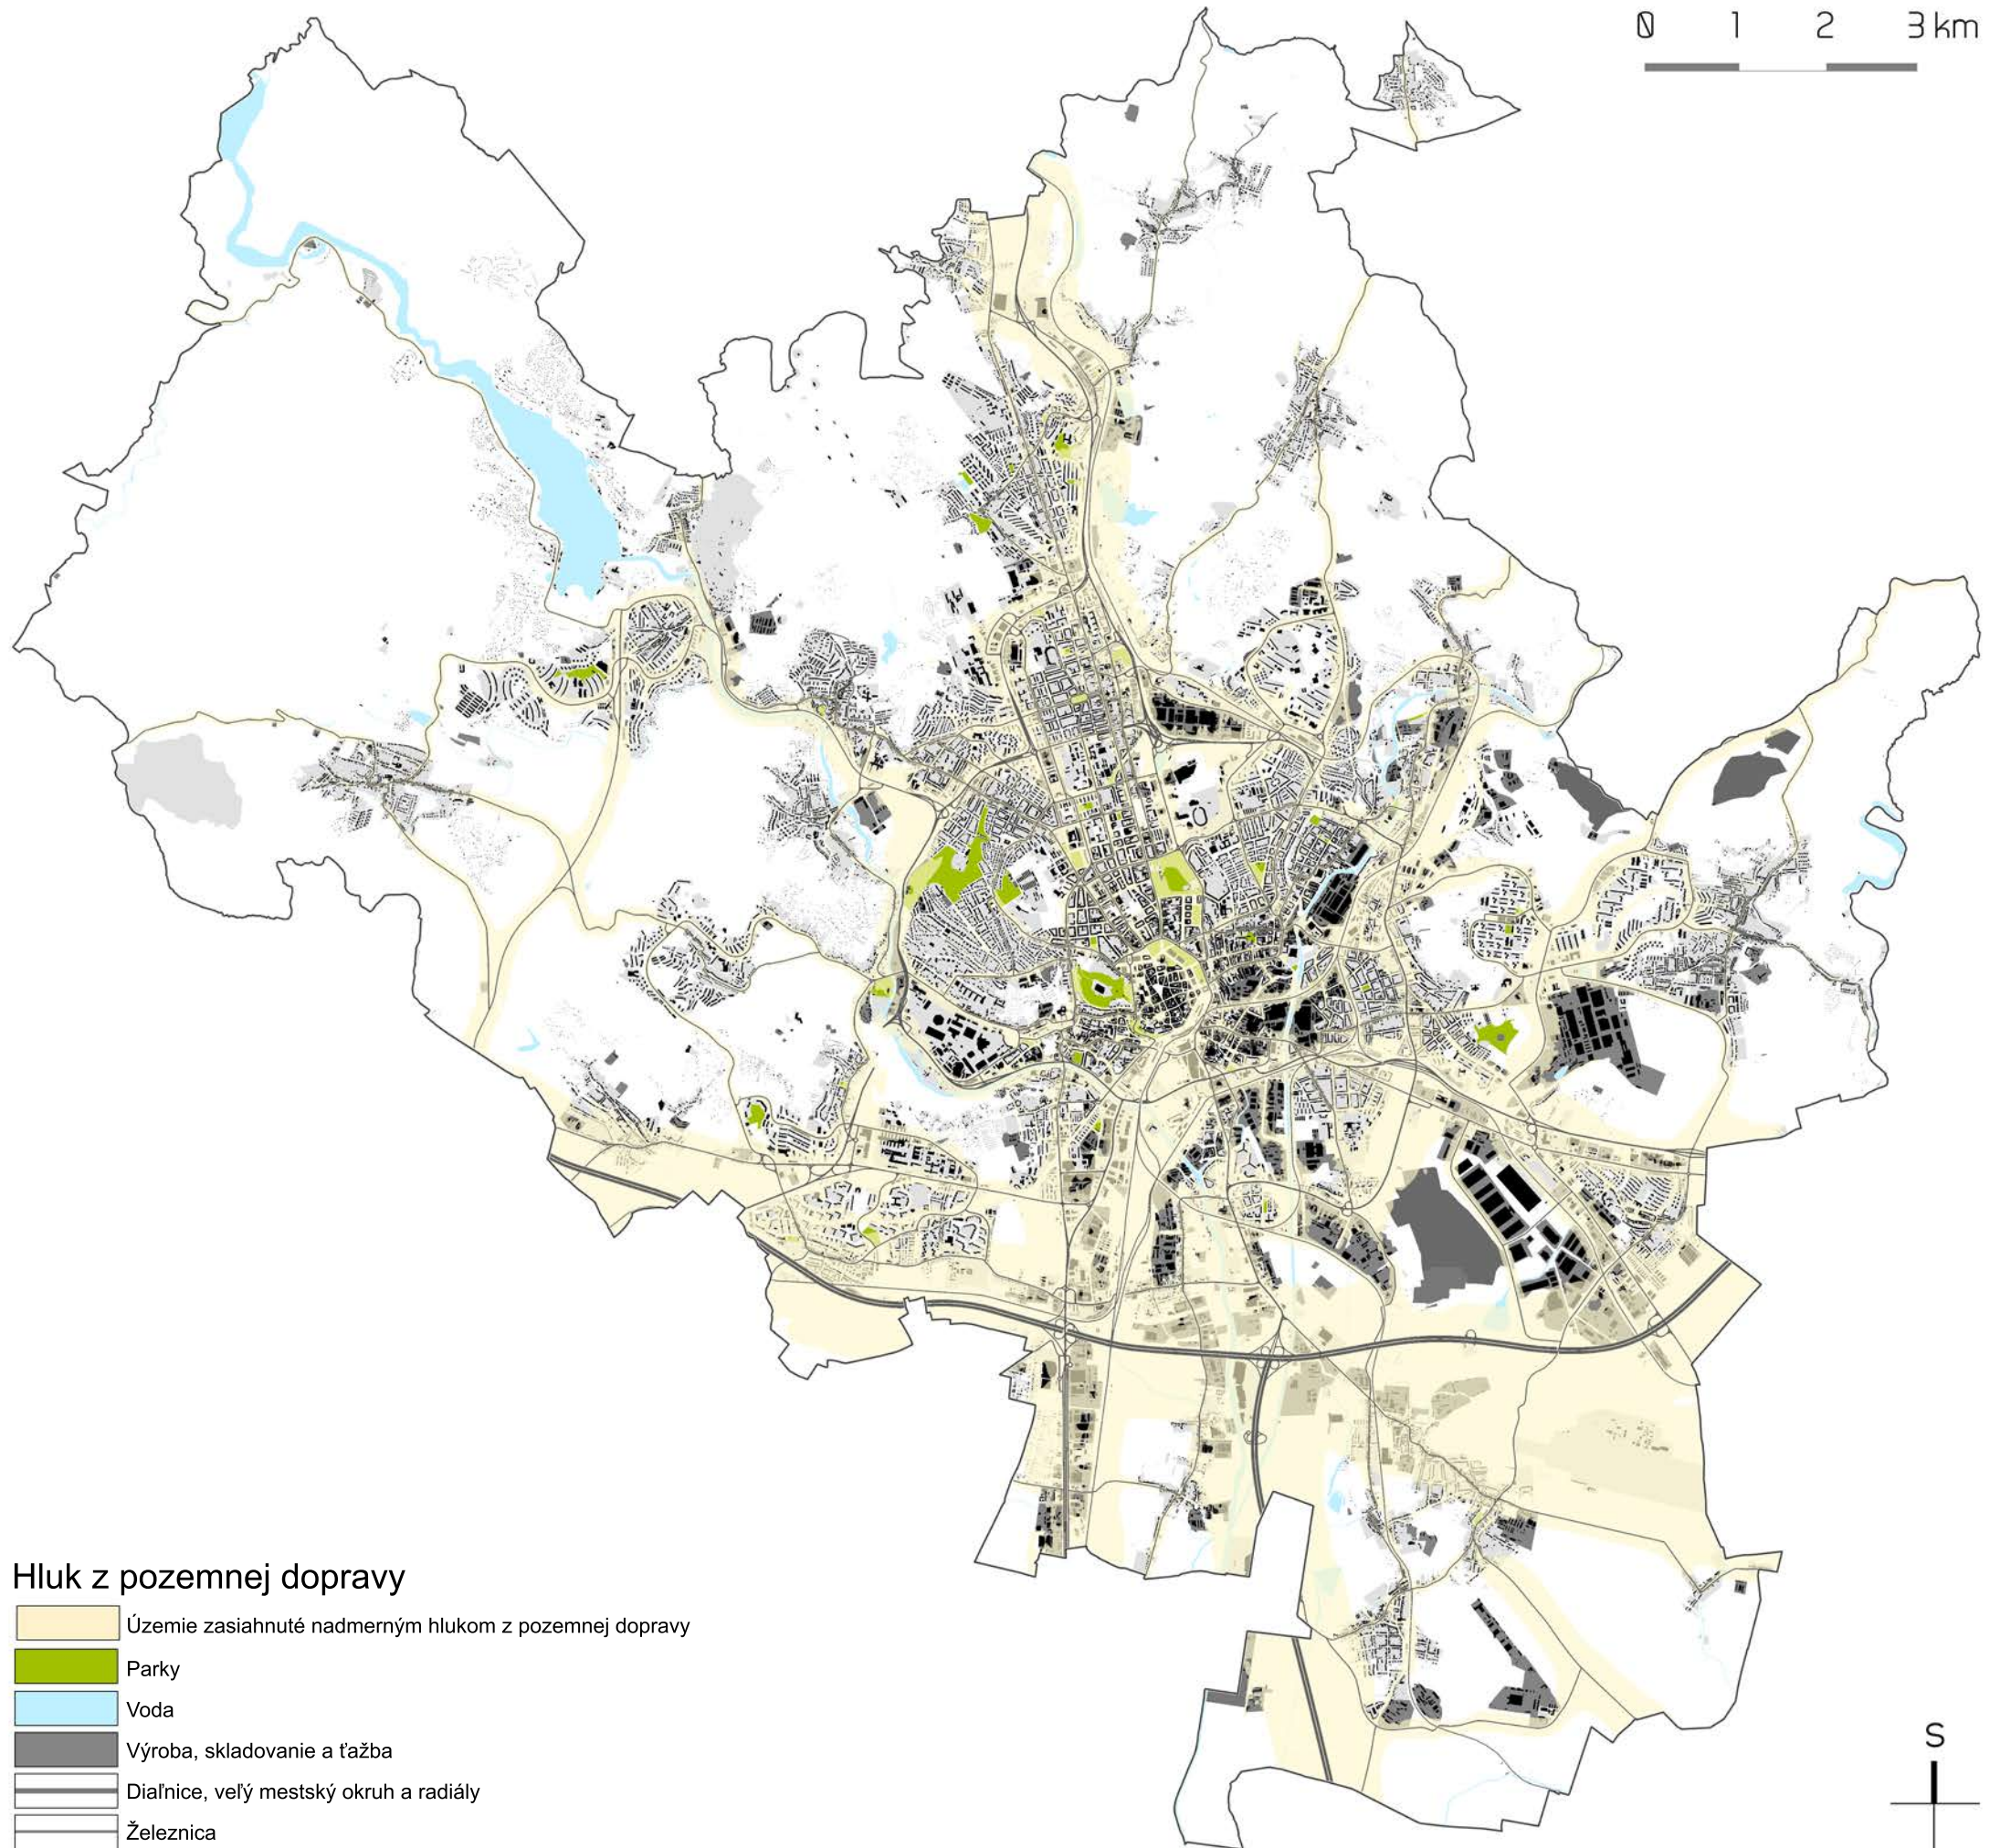 0 1 2 3 km
Hluk z pozemnej dopravy
Územie zasiahnuté nadmerným hlukom z pozemnej dopravy
Parky
Voda
Výroba, skladovanie a ťažba
Diaľnice, veľý mestský okruh a radiály
Železnica
S